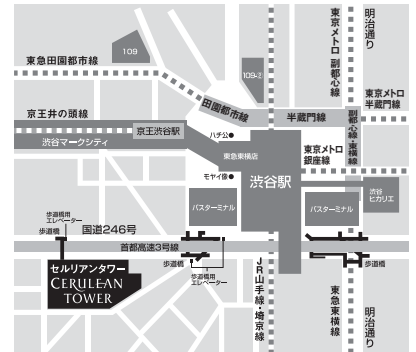 109
109-②
東急田園都市線
田園都市線
半蔵門線
東京メトロ 副都心線
明治通り
東京メトロ
半蔵門線
副都心線・東横線
京王井の頭線
京王渋谷駅
渋谷マークシティ
ハチ公
東急東横店
モヤイ像
渋谷駅
東京メトロ
銀座線
渋谷
ヒカリエ
バスターミナル
バスターミナル
歩道橋用
エレベーター
歩道橋
国道246号
首都高速3号線
歩道橋
歩道橋用
エレベーター
歩道橋
セルリアンタワー
CERULEAN
TOWER
JR山手線・埼京線
東急東横線
明治通り